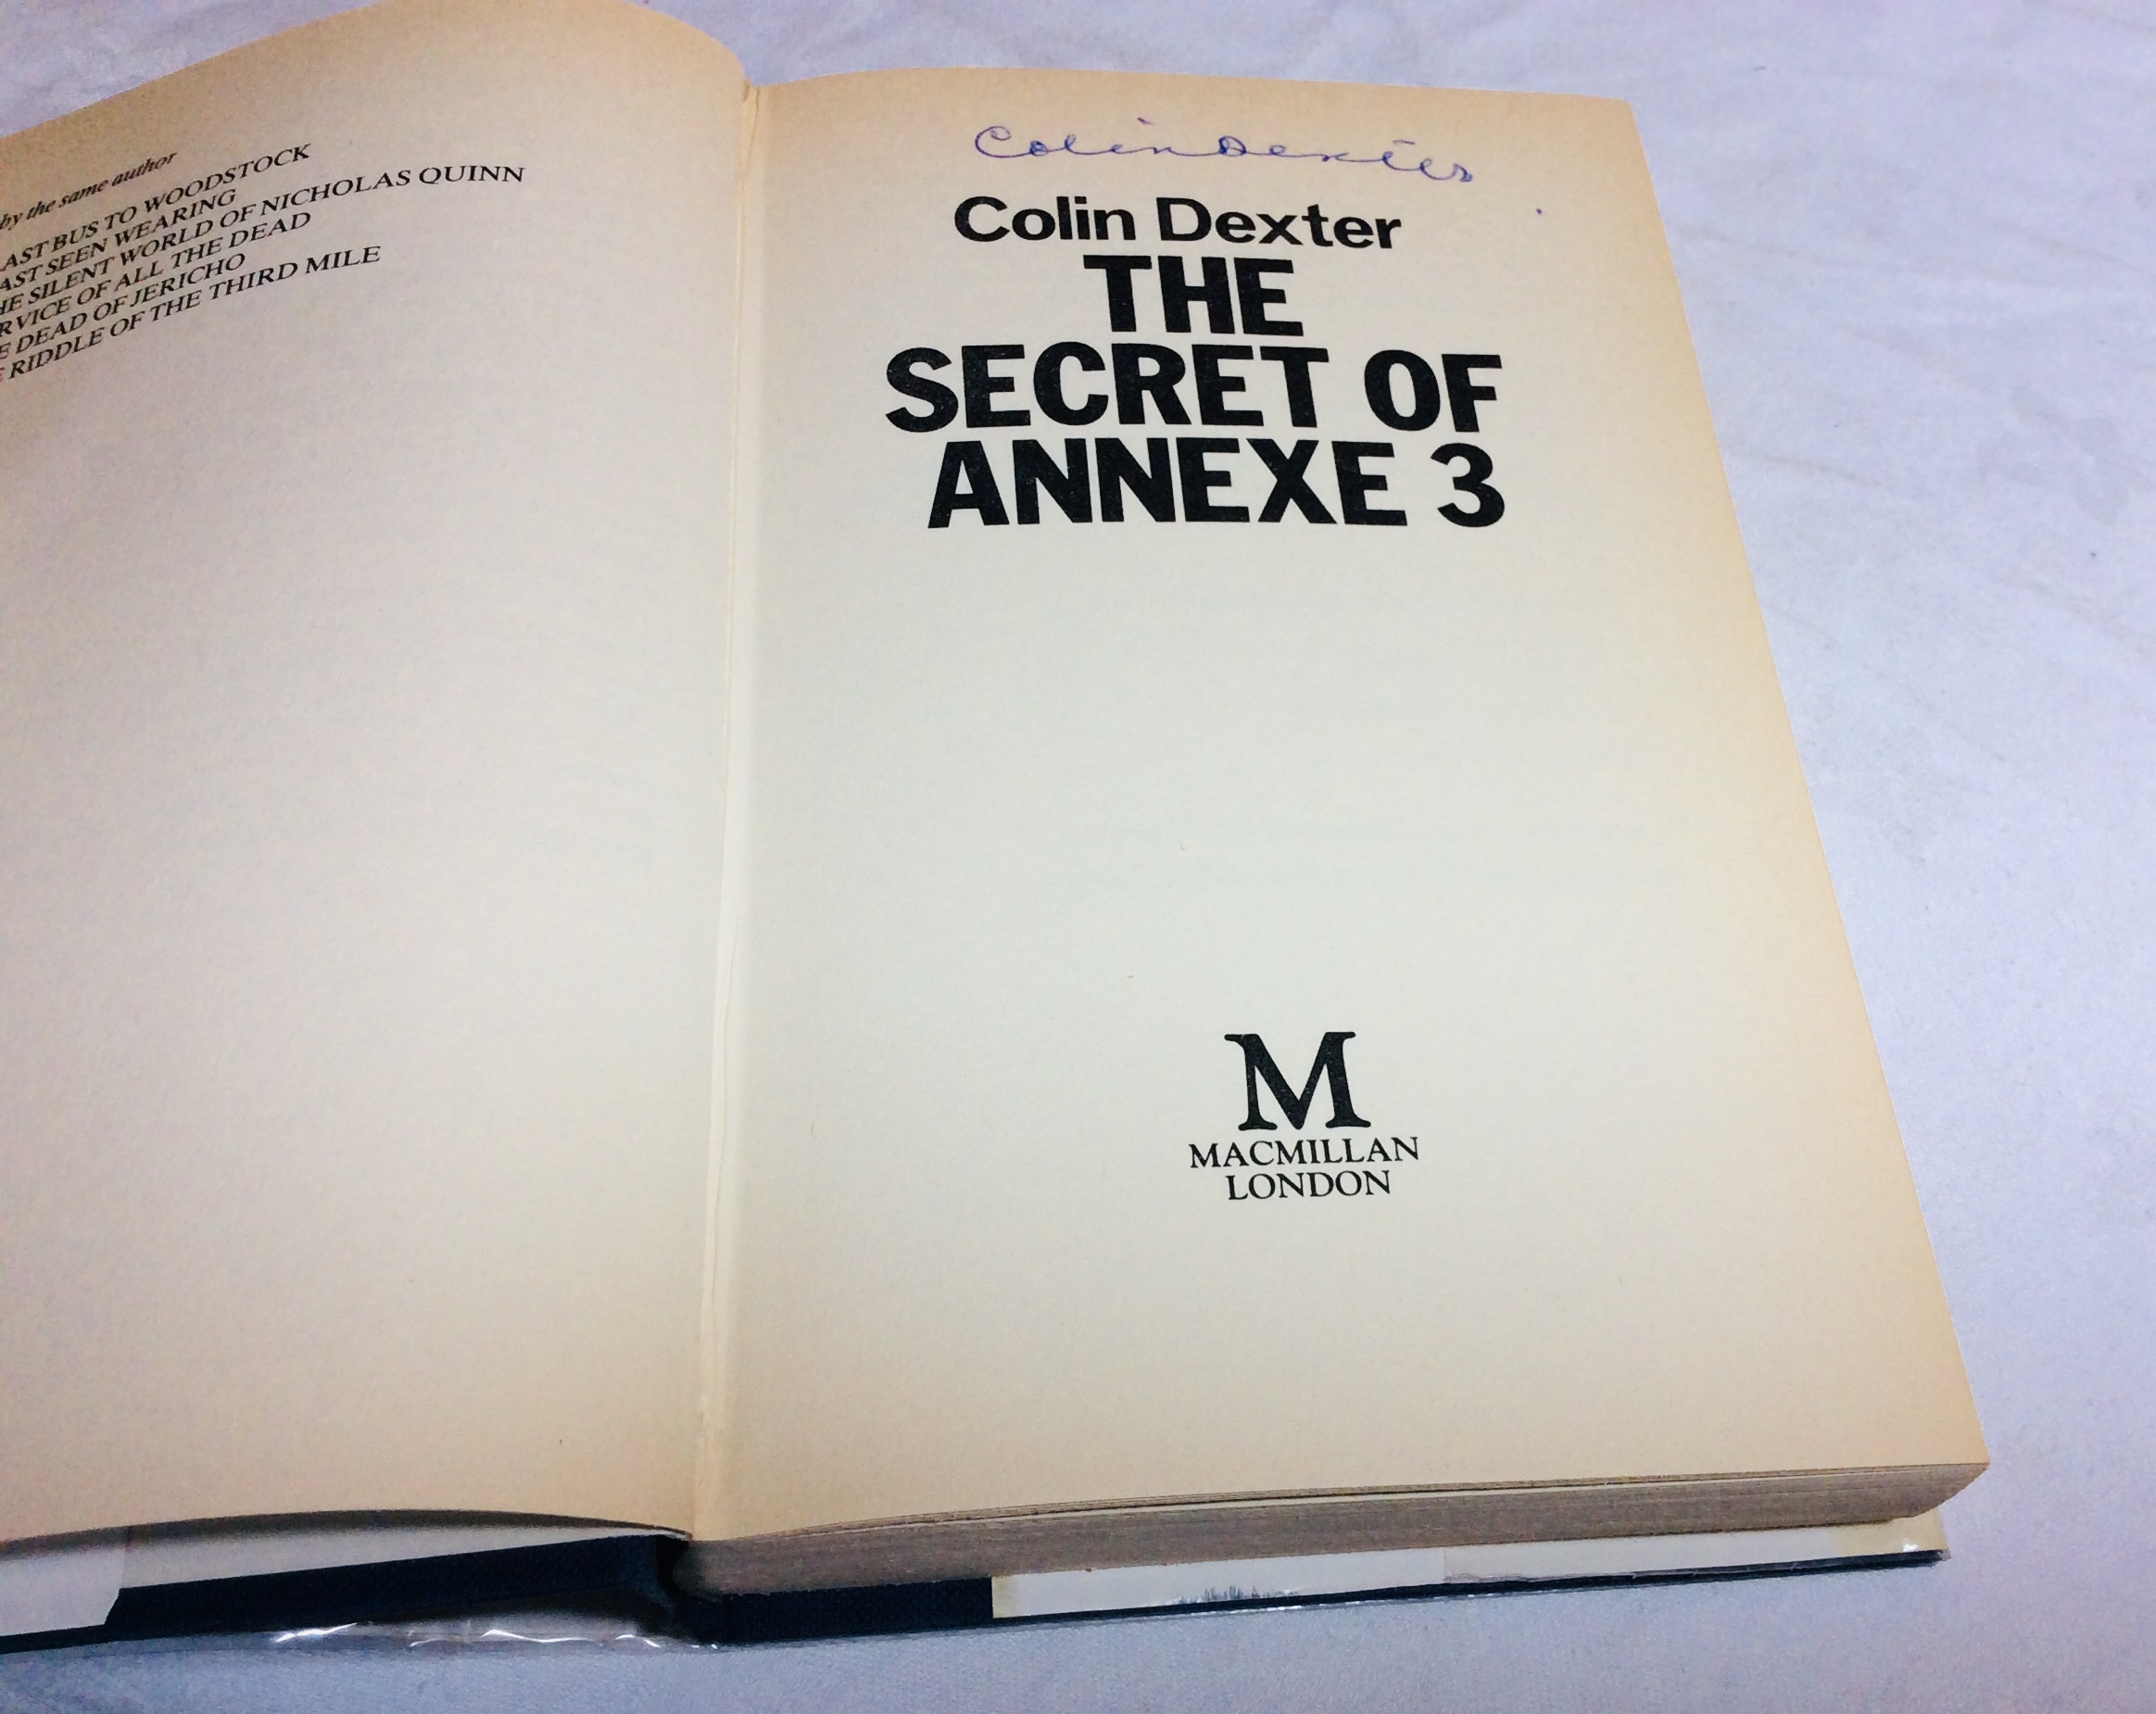 by the same author
LAST BUS TO WOODSTOCK
AST SEEN WEARING
HE SILENT WORLD OF NICHOLAS QUINN
RVICE OF ALL THE DEAD
E DEAD OF JERICHO
E RIDDLE OF THE THIRD MILE
Colin Dexter
Colin Dexter
THE
SECRET OF
ANNEXE 3
M
MACMILLAN
LONDON